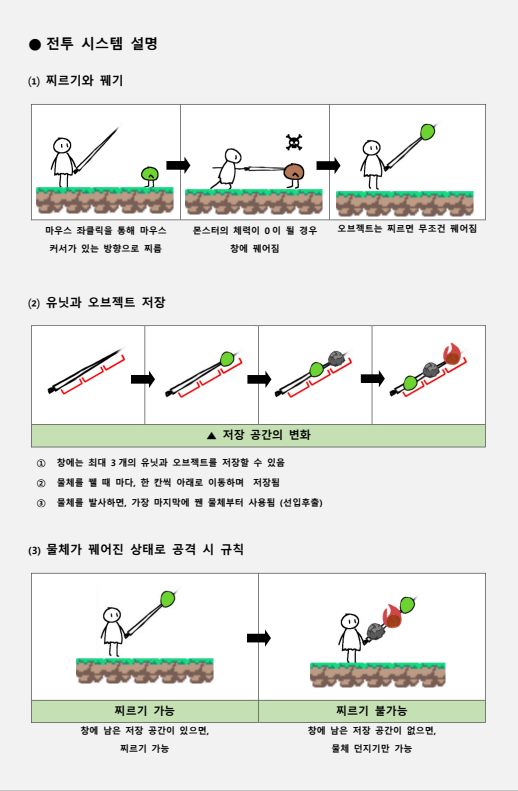 ● 전투 시스템 설명
(1) 찌르기와 꿰기
마우스 좌클릭을 통해 마우스
커서가 있는 방향으로 찌름
몬스터의 체력이 0이 될 경우
창에 꿰어짐
오브젝트는 찌르면 무조건 꿰어짐
(2) 유닛과 오브젝트 저장
▲ 저장 공간의 변화
① 창에는 최대 3개의 유닛과 오브젝트를 저장할 수 있음
② 물체를 꿸 때 마다, 한 칸씩 아래로 이동하며 저장됨
③ 물체를 발사하면, 가장 마지막에 꿴 물체부터 사용됨 (선입후출)
(3) 물체가 꿰어진 상태로 공격 시 규칙
찌르기 가능
찌르기 불가능
창에 남은 저장 공간이 있으면,
찌르기 가능
창에 남은 저장 공간이 없으면,
물체 던지기만 가능